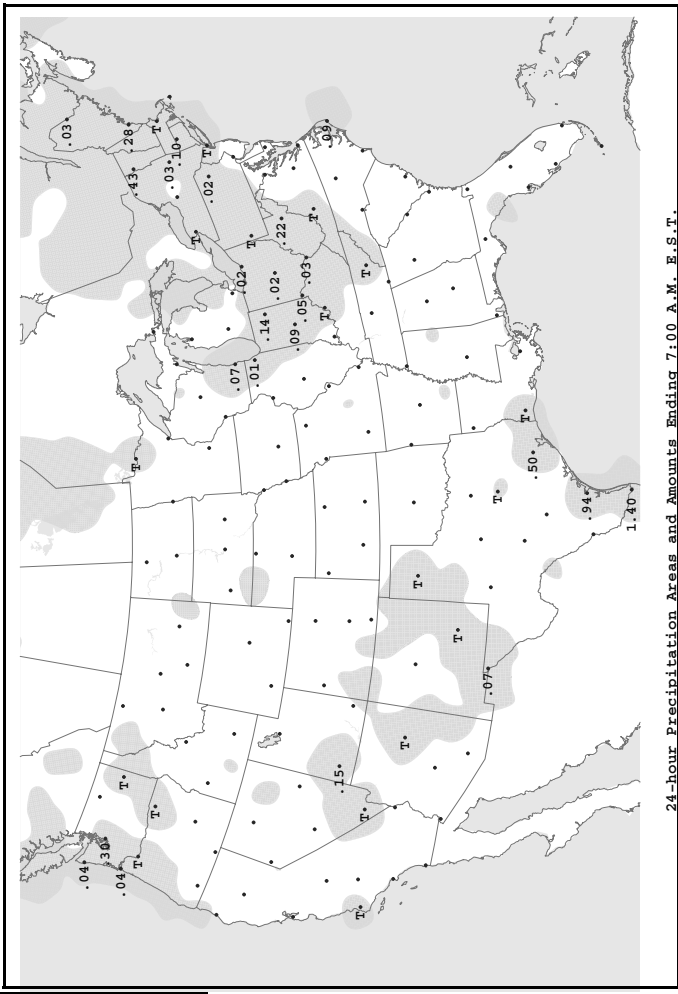 .03
.04
.30
.04
T
.28
.43
T
T
T
T
.03
.10
T
T
.02
.07
.02
T
.01
.14
.02
.22
.09
.05
.03
T
T
.09
.15
T
T
T
T
T
T
.07
T
T
.50
.94
1.40
24-hour Precipitation Areas and Amounts Ending 7:00 A.M. E.S.T.